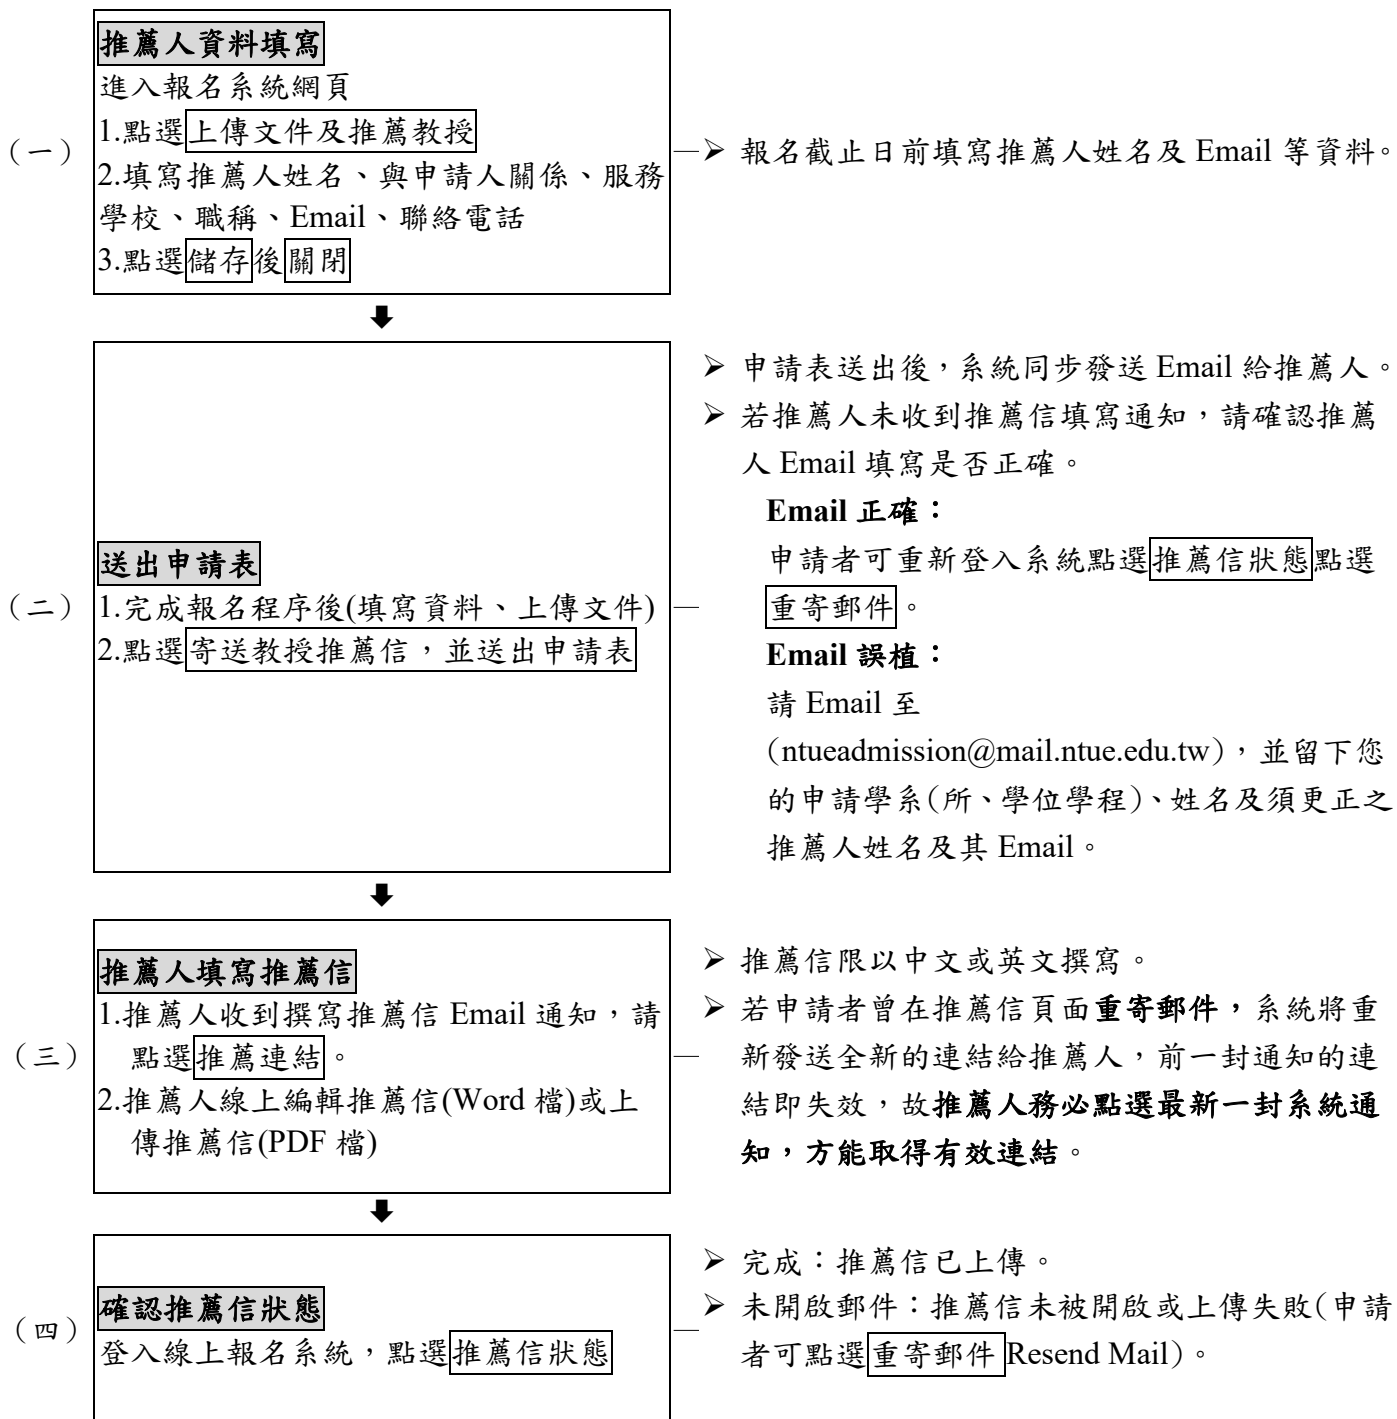 （一）
推薦人資料填寫
進入報名系統網頁
1.點選上傳文件及推薦教授
2.填寫推薦人姓名、與申請人關係、服務
學校、職稱、Email、聯絡電話
3.點選儲存後關閉
報名截止日前填寫推薦人姓名及 Email 等資料。
（二）
送出申請表
1.完成報名程序後(填寫資料、上傳文件)
2.點選寄送教授推薦信，並送出申請表
申請表送出後，系統同步發送 Email 給推薦人。
若推薦人未收到推薦信填寫通知，請確認推薦
人 Email 填寫是否正確。
Email 正確：
申請者可重新登入系統點選推薦信狀態點選
重寄郵件。
Email 誤植：
請 Email 至
(ntueadmission@mail.ntue.edu.tw)，並留下您
的申請學系(所、學位學程)、姓名及須更正之
推薦人姓名及其 Email。
（三）
推薦人填寫推薦信
1.推薦人收到撰寫推薦信 Email 通知，請
點選推薦連結。
2.推薦人線上編輯推薦信(Word 檔)或上
傳推薦信(PDF 檔)
推薦信限以中文或英文撰寫。
若申請者曾在推薦信頁面重寄郵件，系統將重
新發送全新的連結給推薦人，前一封通知的連
結即失效，故推薦人務必點選最新一封系統通
知，方能取得有效連結。
（四）
確認推薦信狀態
登入線上報名系統，點選推薦信狀態
完成：推薦信已上傳。
未開啟郵件：推薦信未被開啟或上傳失敗(申請
者可點選重寄郵件 Resend Mail)。